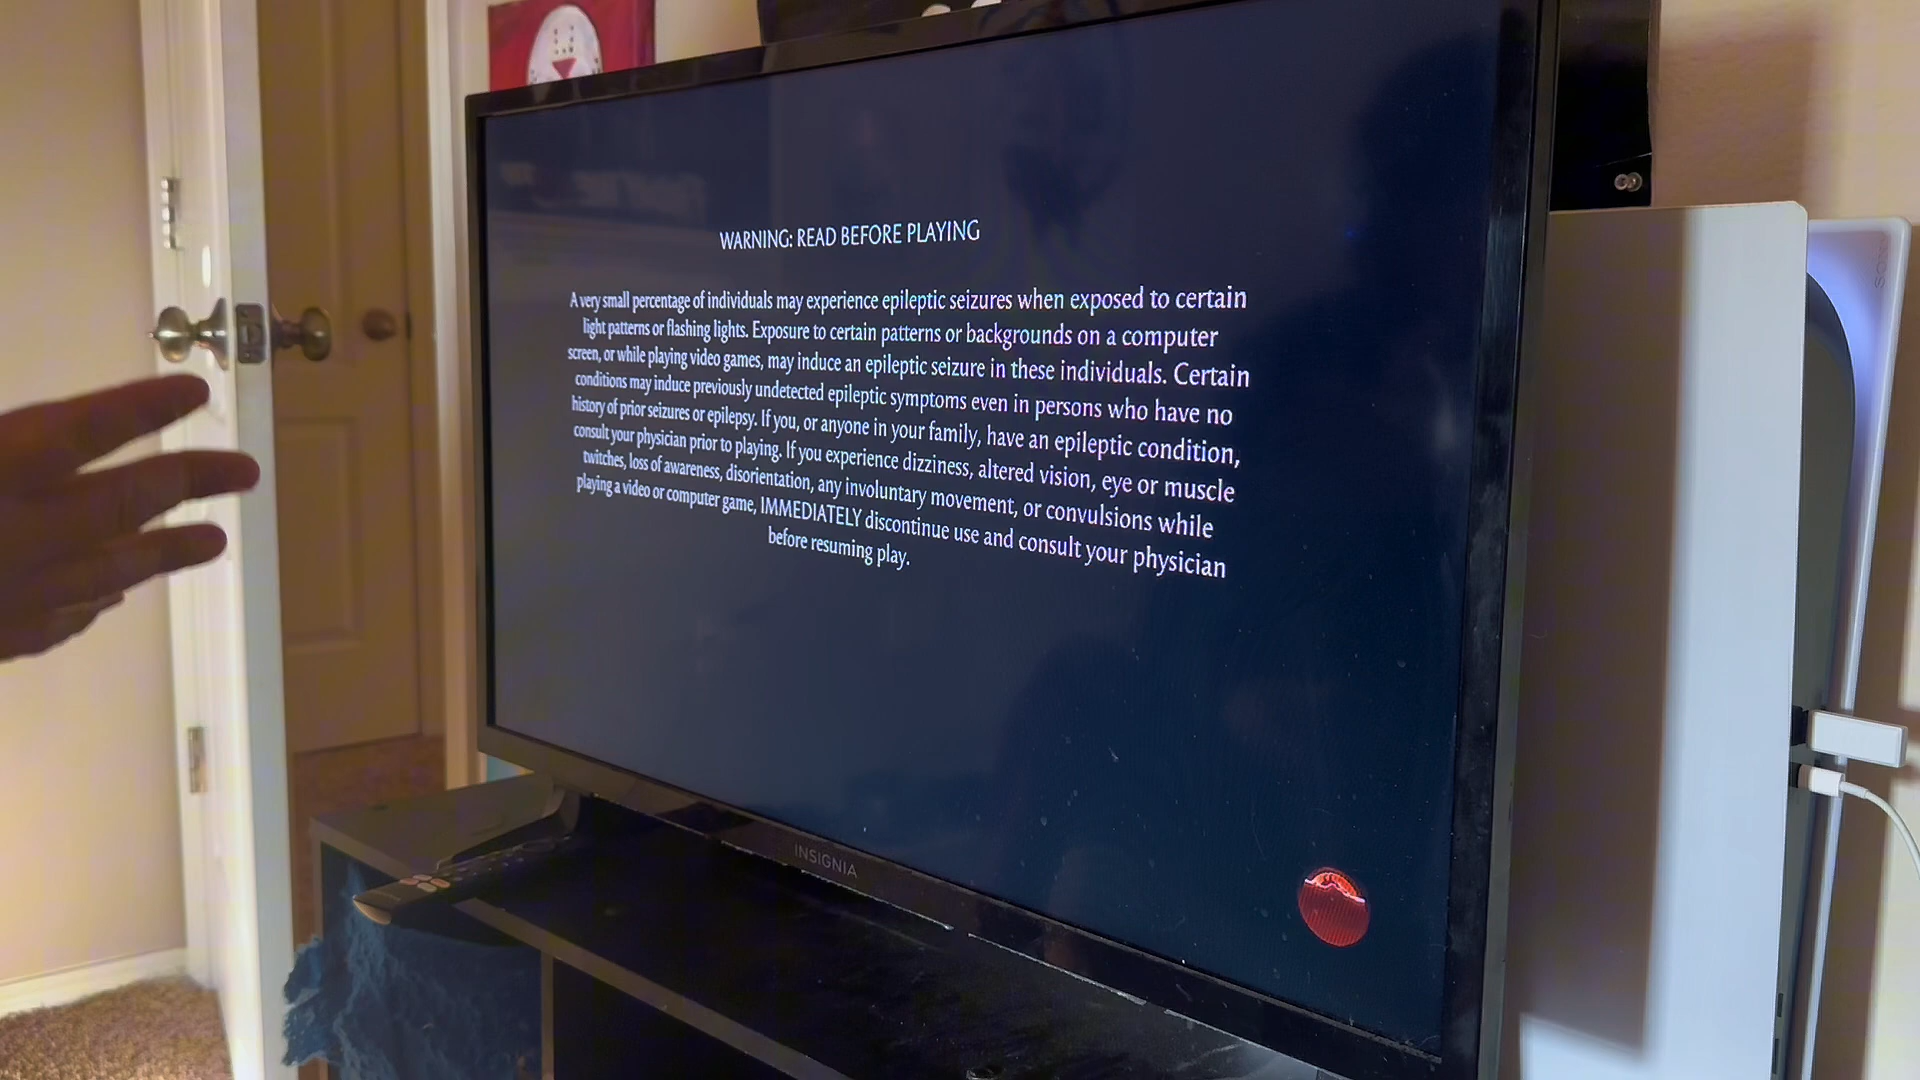 WARNING: READ BEFORE PLAYING
A very small percentage of individuals may experience epileptic seizures when exposed to certain
light patterns or flashing lights. Exposure to certain patterns or backgrounds on a computer
screen, or while playing video games, may induce an epileptic seizure in these individuals. Certain
conditions may induce previously undetected epileptic symptoms even in persons who have no
history of prior seizures or epilepsy. If you, or anyone in your family, have an epileptic condition,
consult your physician prior to playing. If you experience dizziness, altered vision, eye or muscle
twitches, loss of awareness, disorientation, any involuntary movement, or convulsions while
playing a video or computer game, IMMEDIATELY discontinue use and consult your physician
before resuming play.
INSIGNIA
SONY